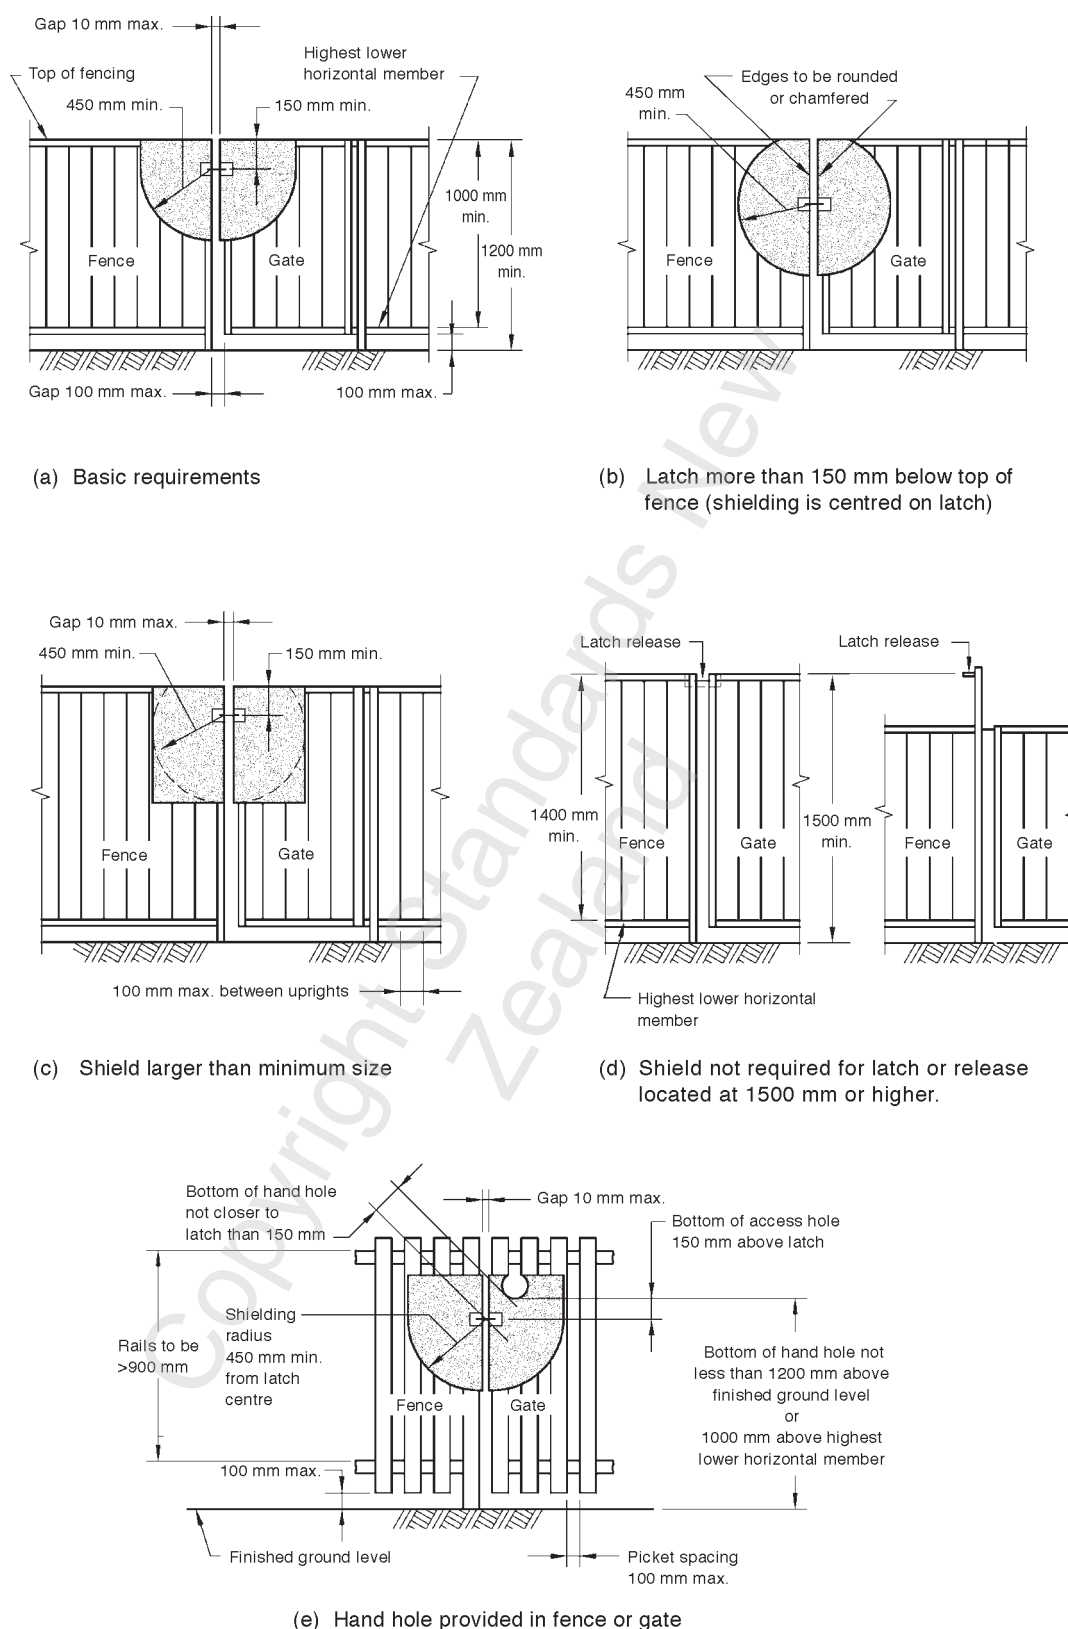 Gap 10 mm max.
Top of fencing
450 mm min.
Highest lower
horizontal member
150 mm min.
1000 mm
min.
1200 mm
min.
Fence
Gate
Gap 100 mm max.
100 mm max.
(a) Basic requirements
Edges to be rounded
or chamfered
450 mm
min.
Fence
Gate
(b) Latch more than 150 mm below top of
fence (shielding is centred on latch)
Gap 10 mm max.
450 mm min.
150 mm min.
Fence
Gate
100 mm max. between uprights
(c) Shield larger than minimum size
Latch release
Latch release
1400 mm
min.
1500 mm
min.
Fence
Gate
Fence
Gate
Highest lower horizontal
member
(d) Shield not required for latch or release
located at 1500 mm or higher.
Bottom of hand hole
not closer to
latch than 150 mm
Gap 10 mm max.
Bottom of access hole
150 mm above latch
Shielding
radius
450 mm min.
from latch
centre
Rails to be
>900 mm
Fence
Gate
Bottom of hand hole not
less than 1200 mm above
finished ground level
or
1000 mm above highest
lower horizontal member
100 mm max.
Finished ground level
Picket spacing
100 mm max.
(e) Hand hole provided in fence or gate
Copyright Standards New
Zealand